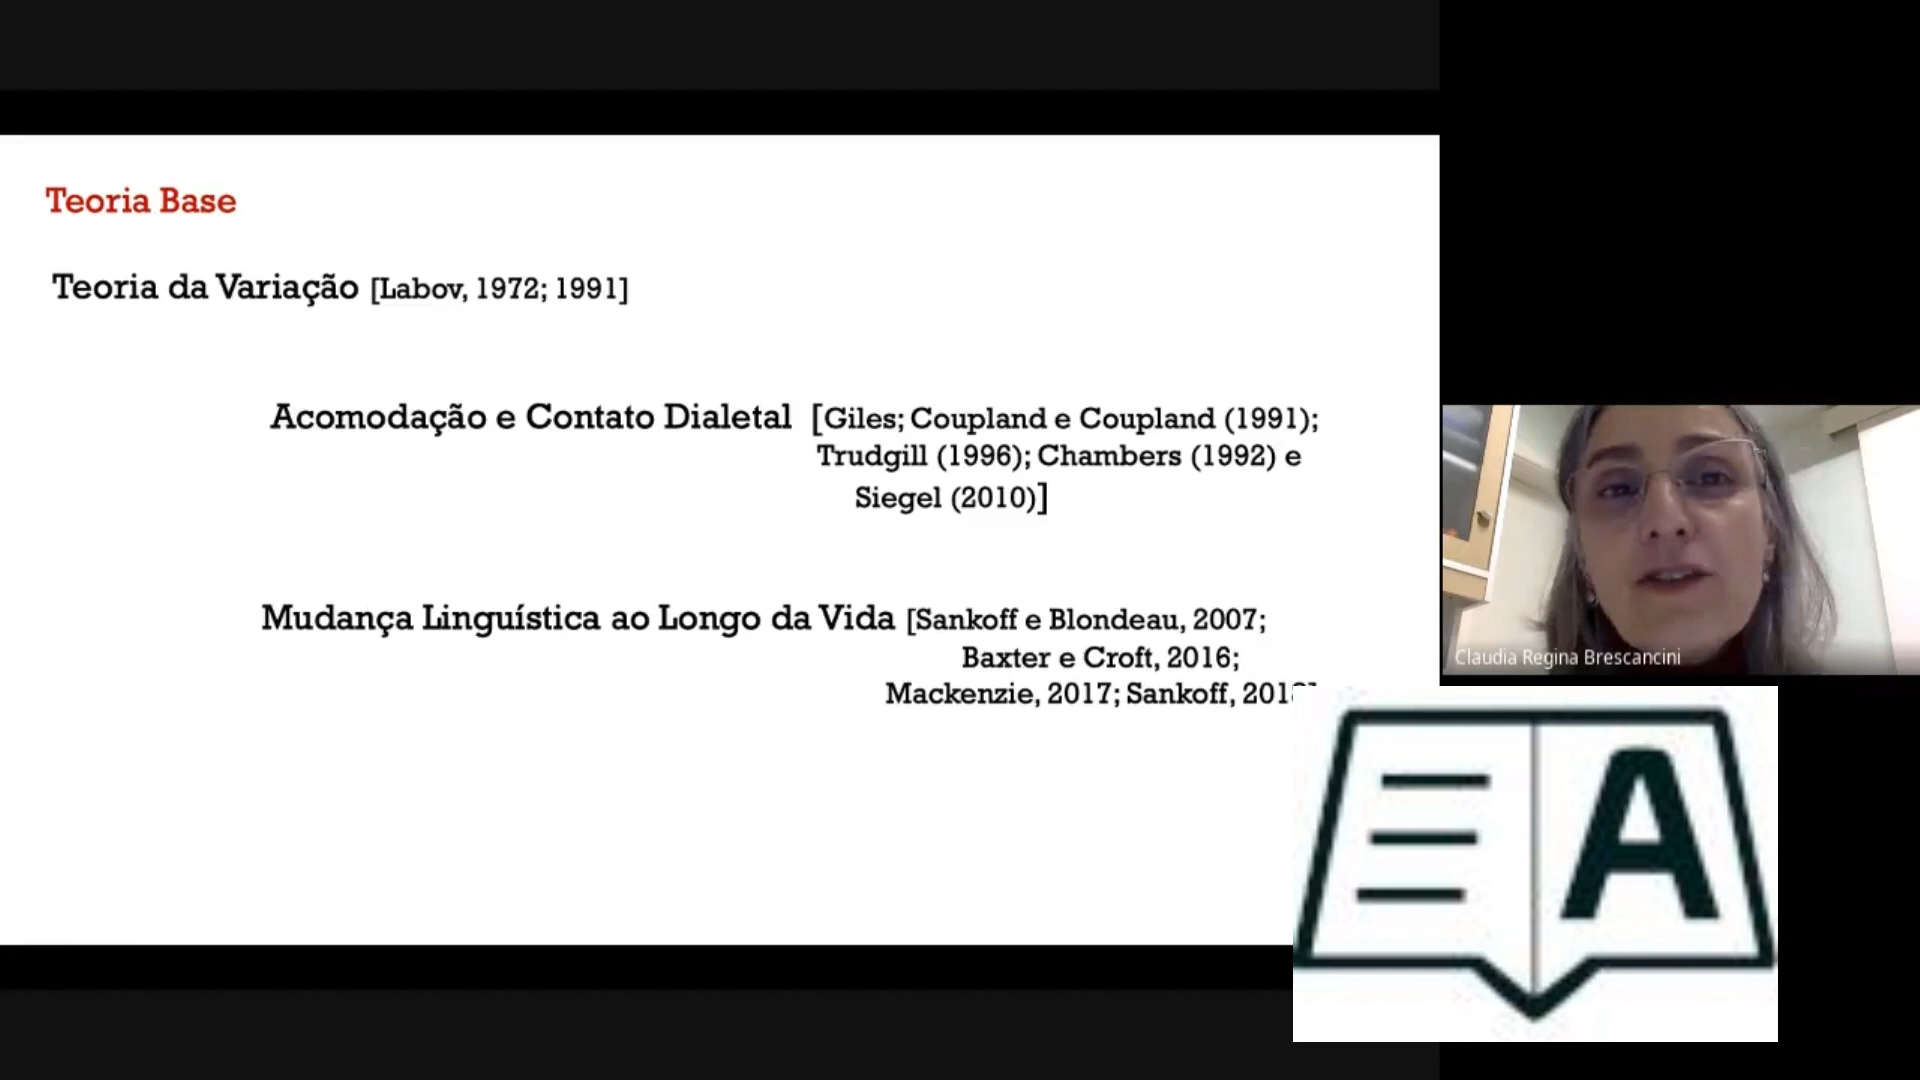 Teoria Base
Teoria da Variação [Labov, 1972; 1991]
Acomodação e Contato Dialetal [Giles; Coupland e Coupland (1991);
Trudgill (1996); Chambers (1992) e
Siegel (2010)]
Mudança Linguística ao Longo da Vida [Sankoff e Blondeau, 2007;
Baxter e Croft, 2016;
Mackenzie, 2017; Sankoff,
Claudia Regina Brescancini
A